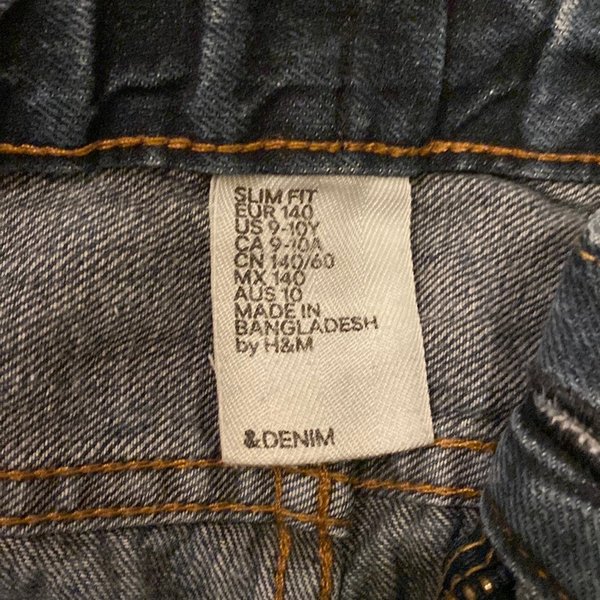 SLIM FIT
EUR 140
US 9-10Y
CA 9-10A
CN 140/60
MX 140
AUS 10
MADE IN
BANGLADESH
by H&M
&DENIM